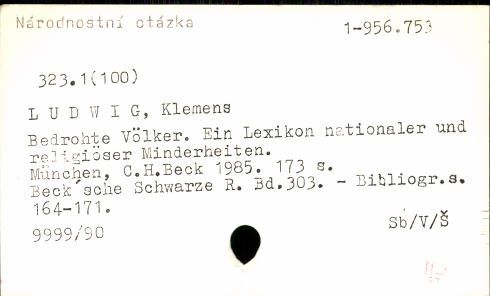 Národnostní otázka
1-956.753
323.1(100)
L U D W I G, Klemens
Bedrohte Völker. Ein Lexikon nationaler und
religiöser Minderheiten.
München, C.H.Beck 1985. 173 s.
Beck´sche Schwarze R. Bd.303. - Bibliogr.s.
164-171.
9999/90
Sb/V/Š